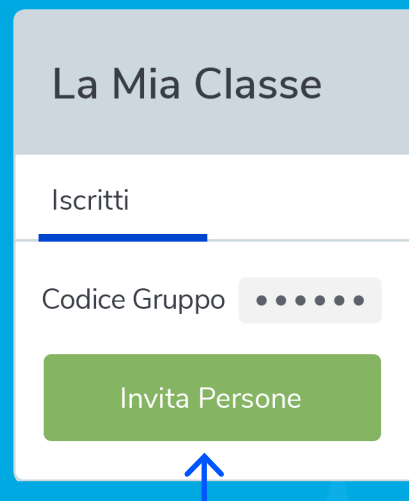 La Mia Classe
Iscritti
Codice Gruppo ••••••
Invita Persone